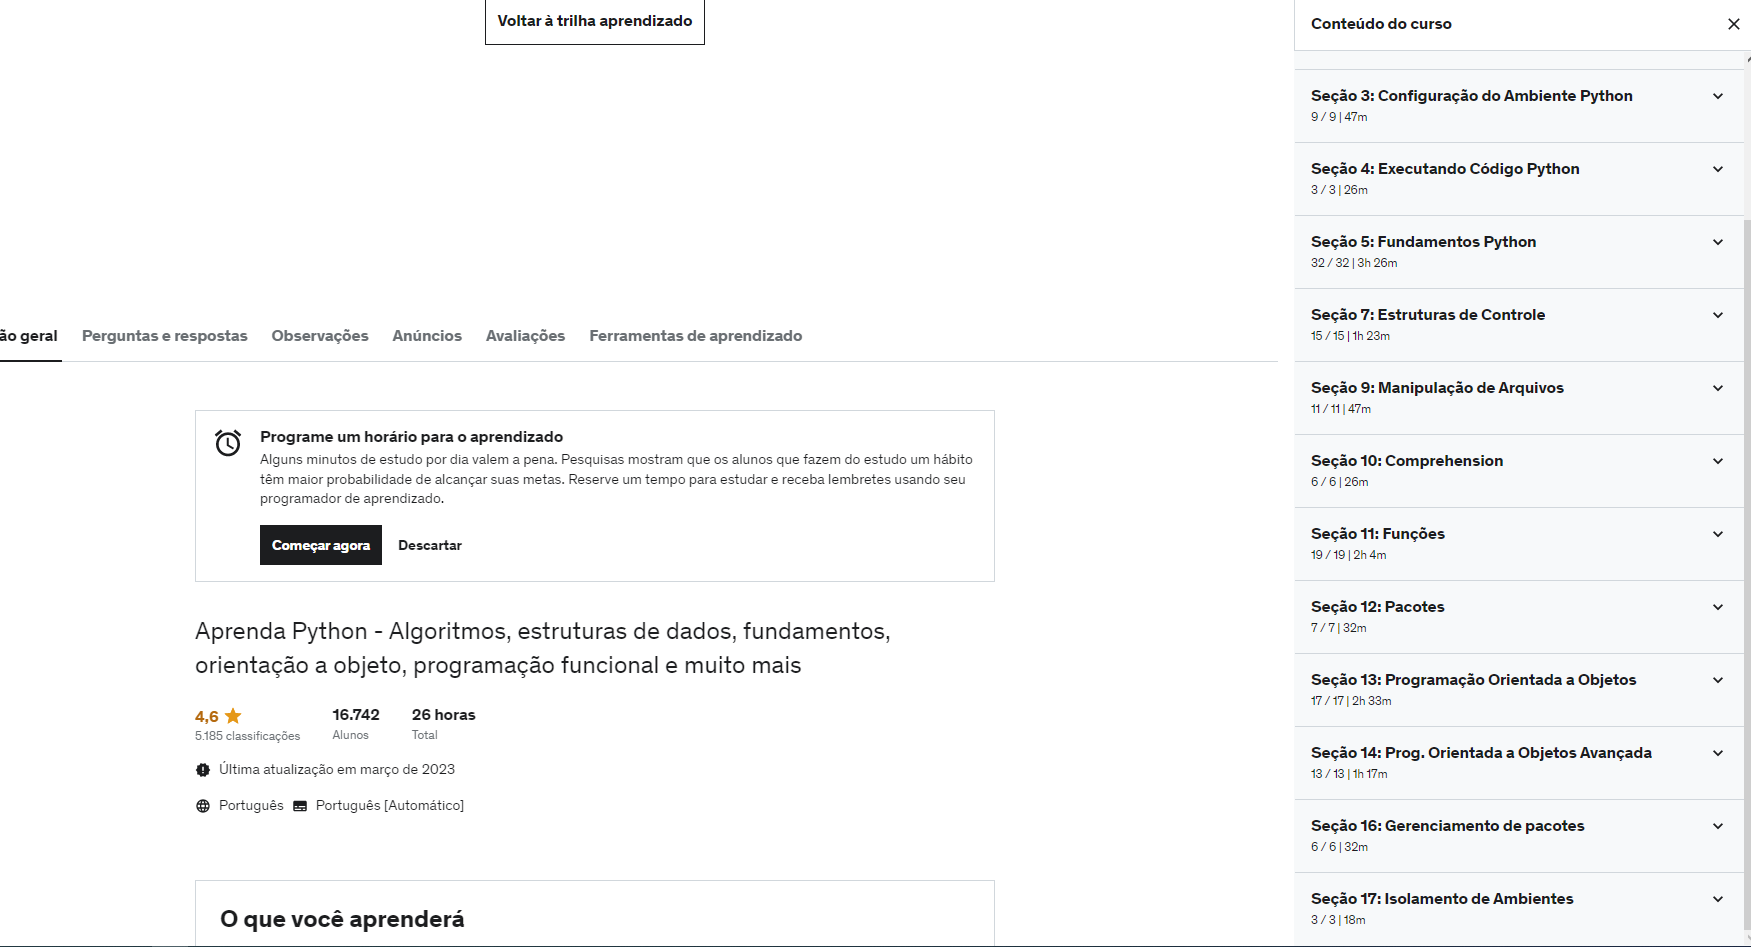 Voltar à trilha aprendizado
ão geral
Perguntas e respostas
Observações
Anúncios
Avaliações
Ferramentas de aprendizado
Programe um horário para o aprendizado
Alguns minutos de estudo por dia valem a pena. Pesquisas mostram que os alunos que fazem do estudo um hábito
têm maior probabilidade de alcançar suas metas. Reserve um tempo para estudar e receba lembretes usando seu
programador de aprendizado.
Começar agora
Descartar
Aprenda Python - Algoritmos, estruturas de dados, fundamentos,
orientação a objeto, programação funcional e muito mais
4,6
5.185 classificações
16.742
Alunos
26 horas
Total
Última atualização em março de 2023
Português
Português [Automático]
O que você aprenderá
Conteúdo do curso
Seção 3: Configuração do Ambiente Python
9 / 9 | 47m
Seção 4: Executando Código Python
3 / 3 | 26m
Seção 5: Fundamentos Python
32 / 32 | 3h 26m
Seção 7: Estruturas de Controle
15 / 15 | 1h 23m
Seção 9: Manipulação de Arquivos
11 / 11 | 47m
Seção 10: Comprehension
6 / 6 | 26m
Seção 11: Funções
19 / 19 | 2h 4m
Seção 12: Pacotes
7 / 7 | 32m
Seção 13: Programação Orientada a Objetos
17 / 17 | 2h 33m
Seção 14: Prog. Orientada a Objetos Avançada
13 / 13 | 1h 17m
Seção 16: Gerenciamento de pacotes
6 / 6 | 32m
Seção 17: Isolamento de Ambientes
3 / 3 | 18m